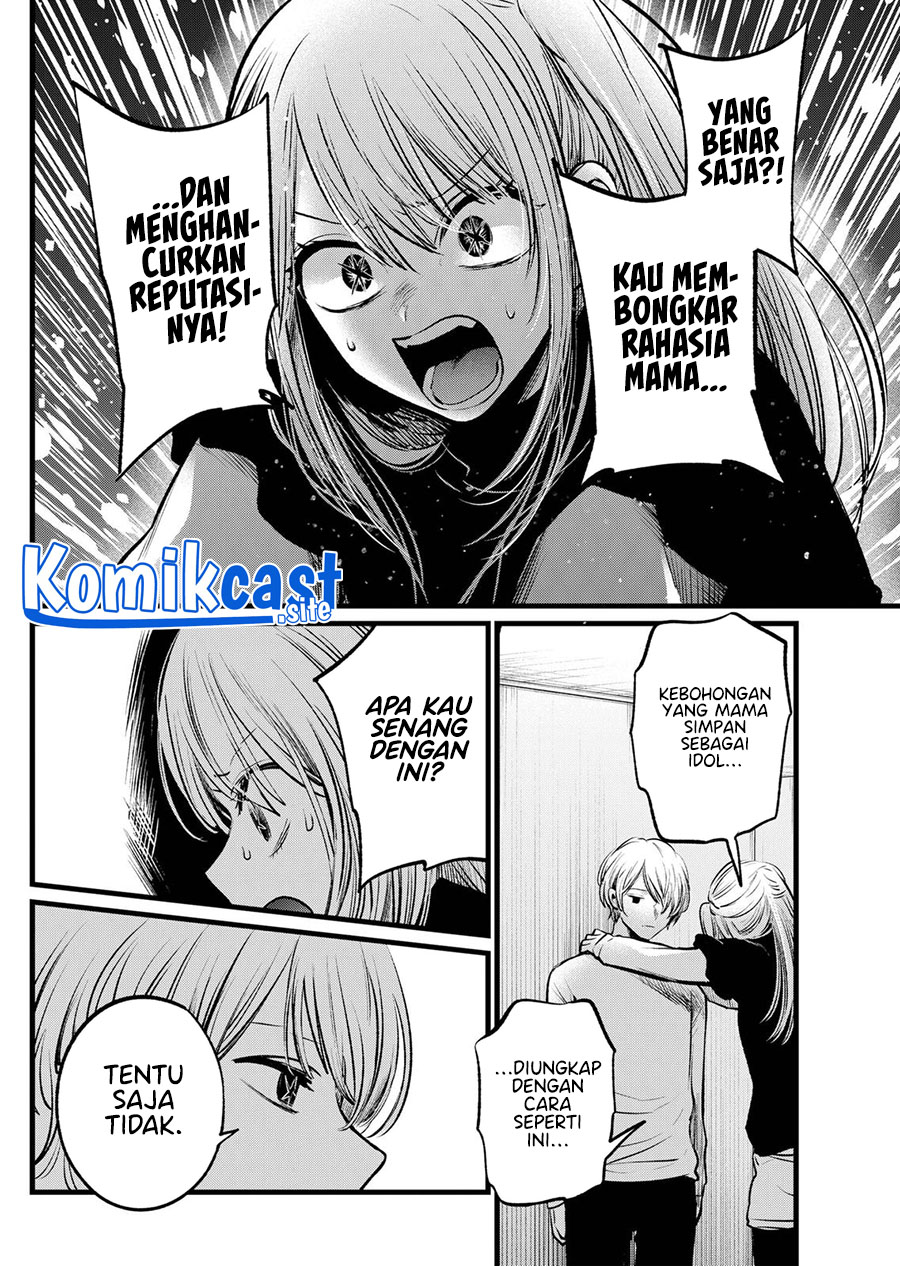 YANG
BENAR
SAJA?!
KAU MEM-
BONGKAR
RAHASIA
MAMA...
...DAN
MENGHAN-
CURKAN
REPUTASI-
NYA!
Komikcast
.site
KEBOHONGAN
YANG MAMA
SIMPAN
SEBAGAI
IDOL...
...DIUNGKAP
DENGAN
CARA
SEPERTI
INI...
APA KAU
SENANG
DENGAN
INI?
TENTU
SAJA
TIDAK.